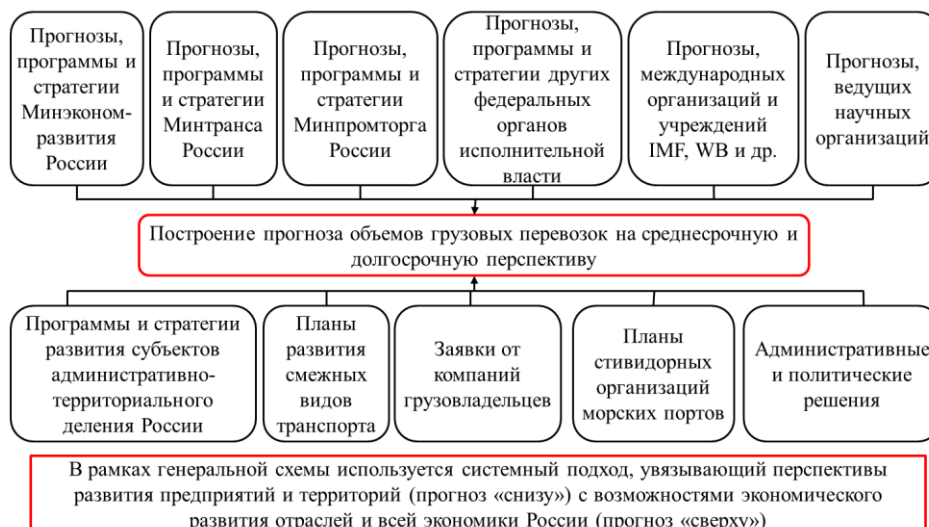 Прогнозы,
программы и
стратегии
Минэконом-
развития
России
Прогнозы,
программы
и стратегии
Минтранса
России
Прогнозы,
программы и
стратегии
Минпромторга
России
Прогнозы,
программы и
стратегии других
федеральных
органов
исполнительной
власти
Прогнозы,
международных
организаций и
учреждений
IMF, WB и др.
Прогнозы,
ведущих
научных
организаций
Построение прогноза объемов грузовых перевозок на среднесрочную и
долгосрочную перспективу
Программы и стратегии
развития субъектов
административно-
территориального
деления России
Планы
развития
смежных
видов
транспорта
Заявки от
компаний
грузовладельцев
Планы
стивидорных
организаций
морских портов
Административные
и политические
решения
В рамках генеральной схемы используется системный подход, увязывающий перспективы
развития предприятий и территорий (прогноз «снизу») с возможностями экономического
развития отраслей и всей экономики России (прогноз «сверху»)